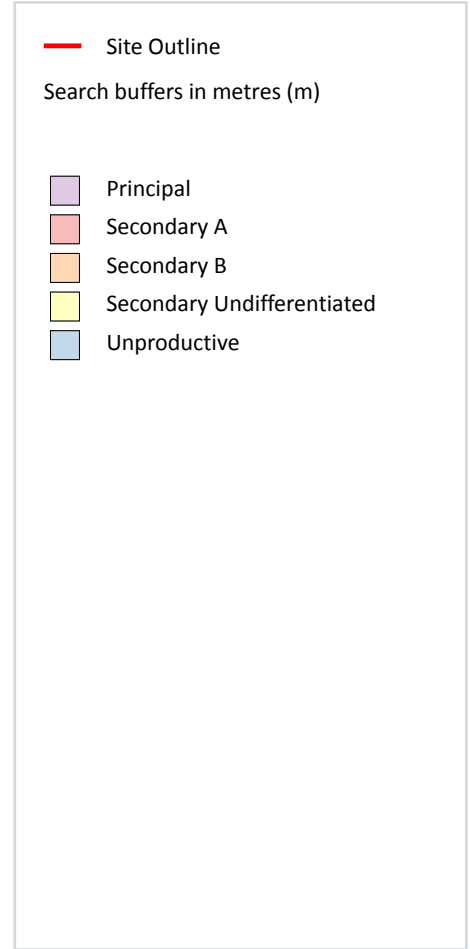 Site Outline
Search buffers in metres (m)
Principal
Secondary A
Secondary B
Secondary Undifferentiated
Unproductive